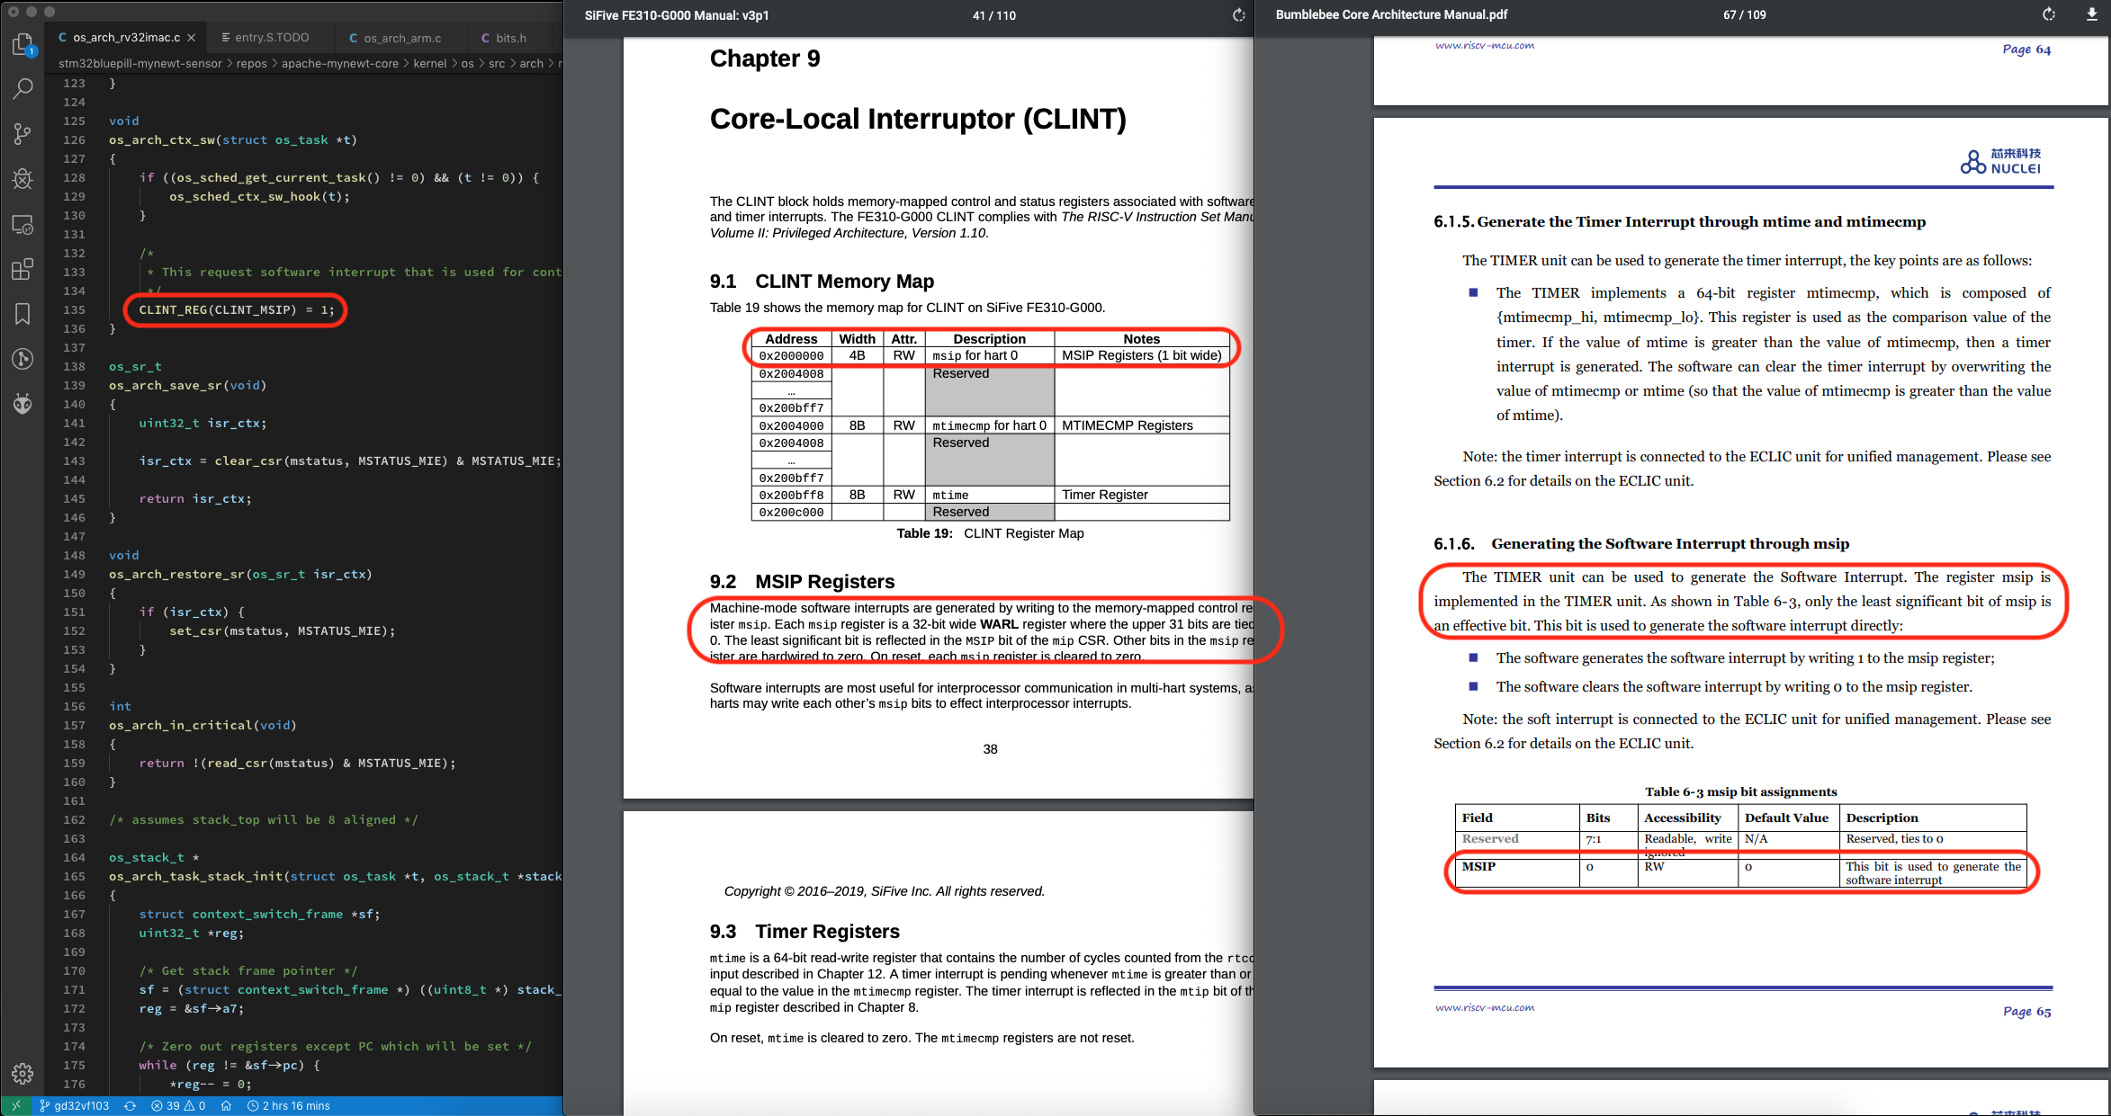 os_arch_rv32imac.c
entry.S.TODO
os_arch_arm.c
bits.h
stm32bluepill-mynewt-sensor > repos > apache-mynewt-core > kernel > os > src > arch > r
123 }
124
125 void
126 os_arch_ctx_sw(struct os_task *t)
127 {
128 if ((os_sched_get_current_task() != 0) && (t != 0)) {
129 os_sched_ctx_sw_hook(t);
130 }
131
132 /*
133 * This request software interrupt that is used for cont
134 */
135 CLINT_REG(CLINT_MSIP) = 1;
136 }
137
138 os_sr_t
139 os_arch_save_sr(void)
140 {
141 uint32_t isr_ctx;
142
143 isr_ctx = clear_csr(mstatus, MSTATUS_MIE) & MSTATUS_MIE;
144
145 return isr_ctx;
146 }
147
148 void
149 os_arch_restore_sr(os_sr_t isr_ctx)
150 {
151 if (isr_ctx) {
152 set_csr(mstatus, MSTATUS_MIE);
153 }
154 }
155
156 int
157 os_arch_in_critical(void)
158 {
159 return !(read_csr(mstatus) & MSTATUS_MIE);
160 }
161
162 /* assumes stack_top will be 8 aligned */
163
164 os_stack_t *
165 os_arch_task_stack_init(struct os_task *t, os_stack_t *stack
166 {
167 struct context_switch_frame *sf;
168 uint32_t *reg;
169
170 /* Get stack frame pointer */
171 sf = (struct context_switch_frame *) ((uint8_t *) stack_
172 reg = &sf->a7;
173
174 /* Zero out registers except PC which will be set */
175 while (reg != &sf->pc) {
176 *reg-- = 0;
1
gd32vf103 39 0 2 hrs 16 mins
SiFive FE310-G000 Manual: v3p1 41 / 110
Chapter 9
Core-Local Interruptor (CLINT)
The CLINT block holds memory-mapped control and status registers associated with software
and timer interrupts. The FE310-G000 CLINT complies with The RISC-V Instruction Set Manu
Volume II: Privileged Architecture, Version 1.10.
9.1 CLINT Memory Map
Table 19 shows the memory map for CLINT on SiFive FE310-G000.
Address Width Attr. Description Notes
0x2000000 4B RW msip for hart 0 MSIP Registers (1 bit wide)
0x2004008 Reserved
…
0x200bff7
0x2004000 8B RW mtimecmp for hart 0 MTIMECMP Registers
0x2004008 Reserved
…
0x200bff7
0x200bff8 8B RW mtime Timer Register
0x200c000 Reserved
Table 19: CLINT Register Map
9.2 MSIP Registers
Machine-mode software interrupts are generated by writing to the memory-mapped control re
ister msip. Each msip register is a 32-bit wide WARL register where the upper 31 bits are tied
0. The least significant bit is reflected in the MSIP bit of the mip CSR. Other bits in the msip re
ister are hardwired to zero. On reset, each msip register is cleared to zero.
Software interrupts are most useful for interprocessor communication in multi-hart systems, as
harts may write each other's msip bits to effect interprocessor interrupts.
38
Copyright © 2016–2019, SiFive Inc. All rights reserved.
9.3 Timer Registers
mtime is a 64-bit read-write register that contains the number of cycles counted from the rtcc
input described in Chapter 12. A timer interrupt is pending whenever mtime is greater than or
equal to the value in the mtimecmp register. The timer interrupt is reflected in the mtip bit of th
mip register described in Chapter 8.
On reset, mtime is cleared to zero. The mtimecmp registers are not reset.
Bumblebee Core Architecture Manual.pdf 67 / 109
www.riscv-mcu.com Page 64
芯来科技
NUCLEI
6.1.5. Generate the Timer Interrupt through mtime and mtimecmp
The TIMER unit can be used to generate the timer interrupt, the key points are as follows:
■ The TIMER implements a 64-bit register mtimecmp, which is composed of
{mtimecmp_hi, mtimecmp_lo}. This register is used as the comparison value of the
timer. If the value of mtime is greater than the value of mtimecmp, then a timer
interrupt is generated. The software can clear the timer interrupt by overwriting the
value of mtimecmp or mtime (so that the value of mtimecmp is greater than the value
of mtime).
Note: the timer interrupt is connected to the ECLIC unit for unified management. Please see
Section 6.2 for details on the ECLIC unit.
6.1.6. Generating the Software Interrupt through msip
The TIMER unit can be used to generate the Software Interrupt. The register msip is
implemented in the TIMER unit. As shown in Table 6-3, only the least significant bit of msip is
an effective bit. This bit is used to generate the software interrupt directly:
■ The software generates the software interrupt by writing 1 to the msip register;
■ The software clears the software interrupt by writing 0 to the msip register.
Note: the soft interrupt is connected to the ECLIC unit for unified management. Please see
Section 6.2 for details on the ECLIC unit.
Table 6-3 msip bit assignments
Field Bits Accessibility Default Value Description
Reserved 7:1 Readable, write N/A Reserved, ties to 0
ignored
MSIP 0 RW 0 This bit is used to generate the
software interrupt
www.riscv-mcu.com Page 65
芯来科技